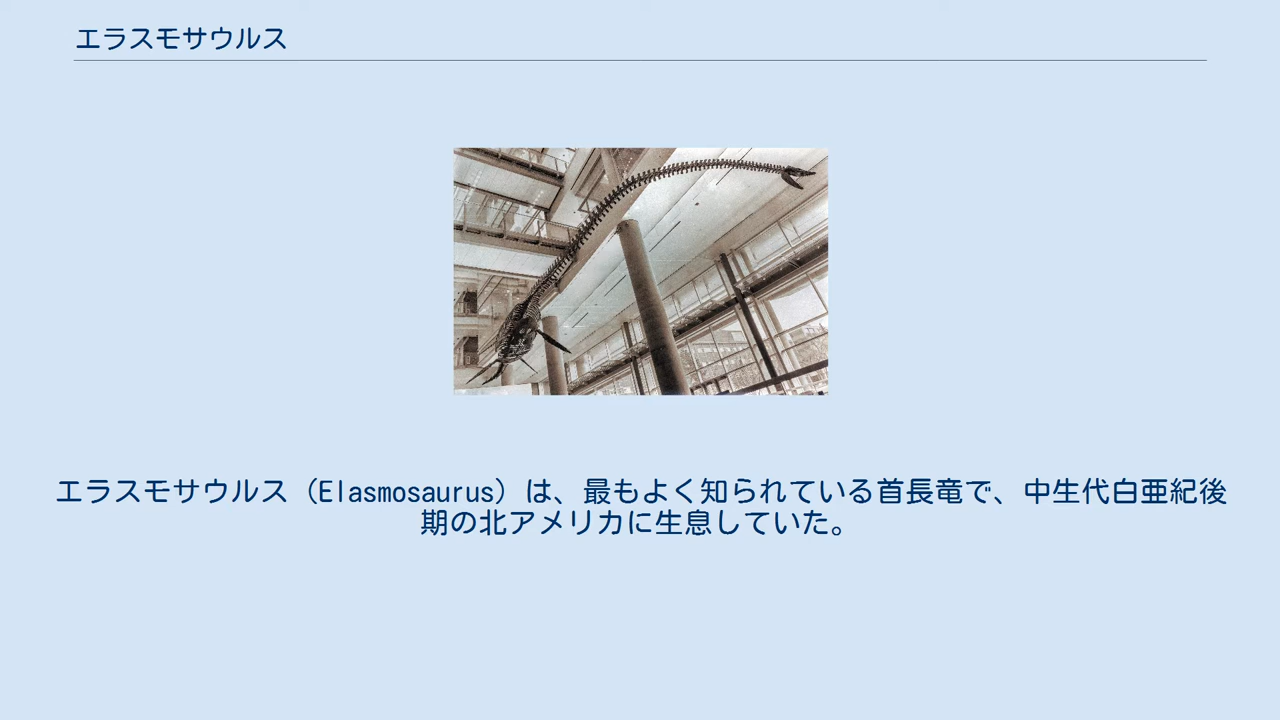 エラスモサウルス
エラスモサウルス（Elasmosaurus）は、最もよく知られている首長竜で、中生代白亜紀後
期の北アメリカに生息していた。